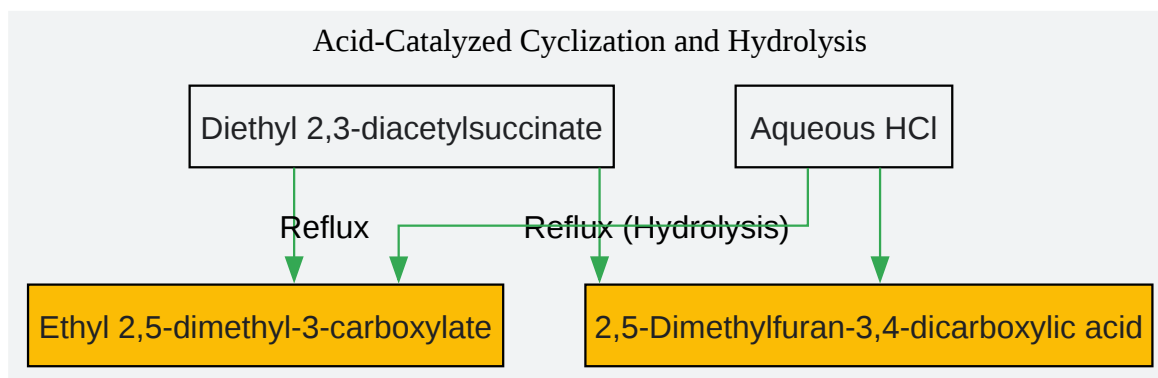 Acid-Catalyzed Cyclization and Hydrolysis
Diethyl 2,3-diacetylsuccinate
Aqueous HCl
Reflux
Reflux (Hydrolysis)
Ethyl 2,5-dimethyl-3-carboxylate
2,5-Dimethylfuran-3,4-dicarboxylic acid